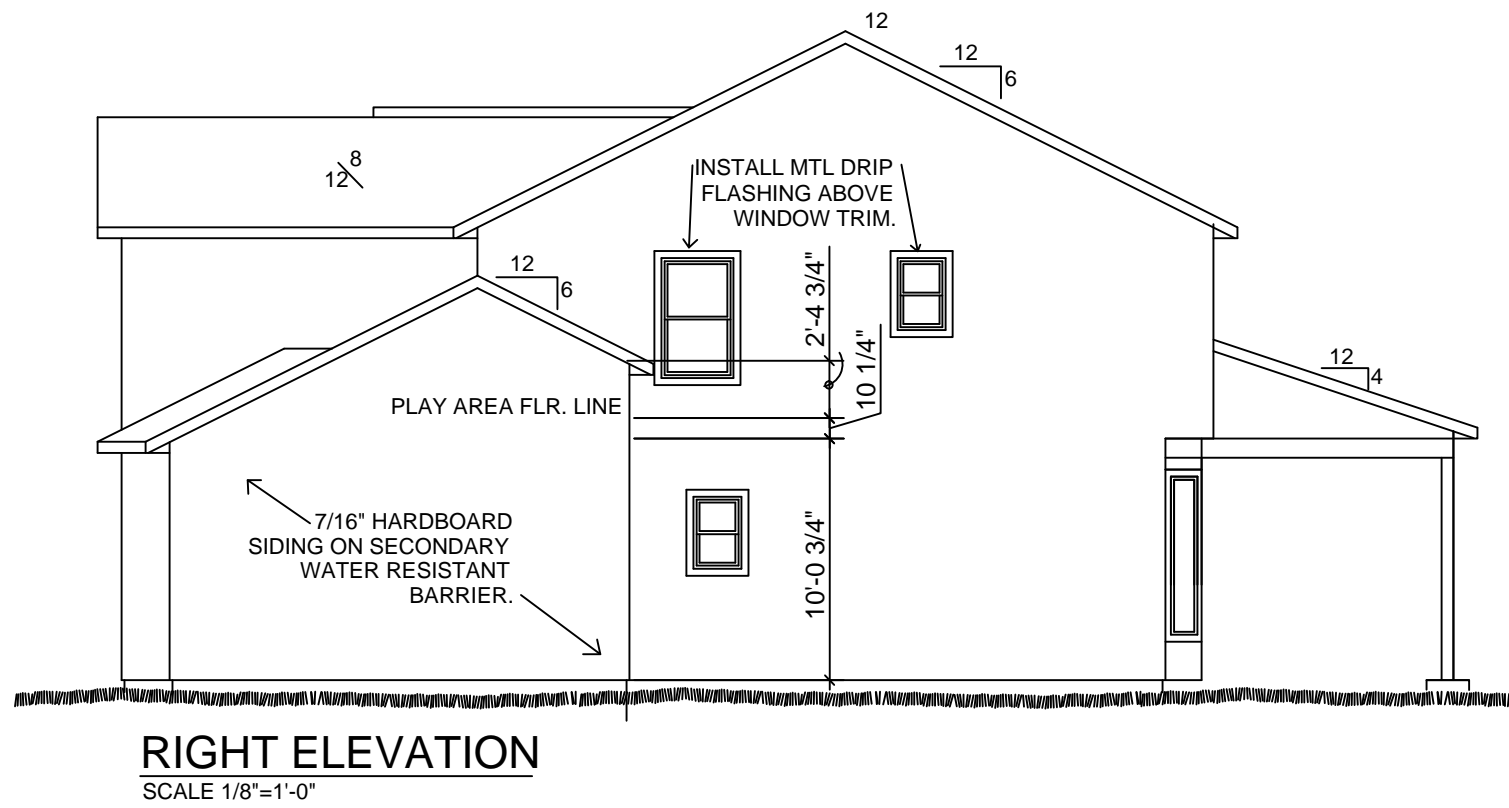 12
12
6
8
12
INSTALL MTL DRIP
FLASHING ABOVE
WINDOW TRIM.
12
6
2'-4 3/4"
10 1/4"
12
4
PLAY AREA FLR. LINE
7/16" HARDBOARD
SIDING ON SECONDARY
WATER RESISTANT
BARRIER.
10'-0 3/4"
RIGHT ELEVATION
SCALE 1/8"=1'-0"